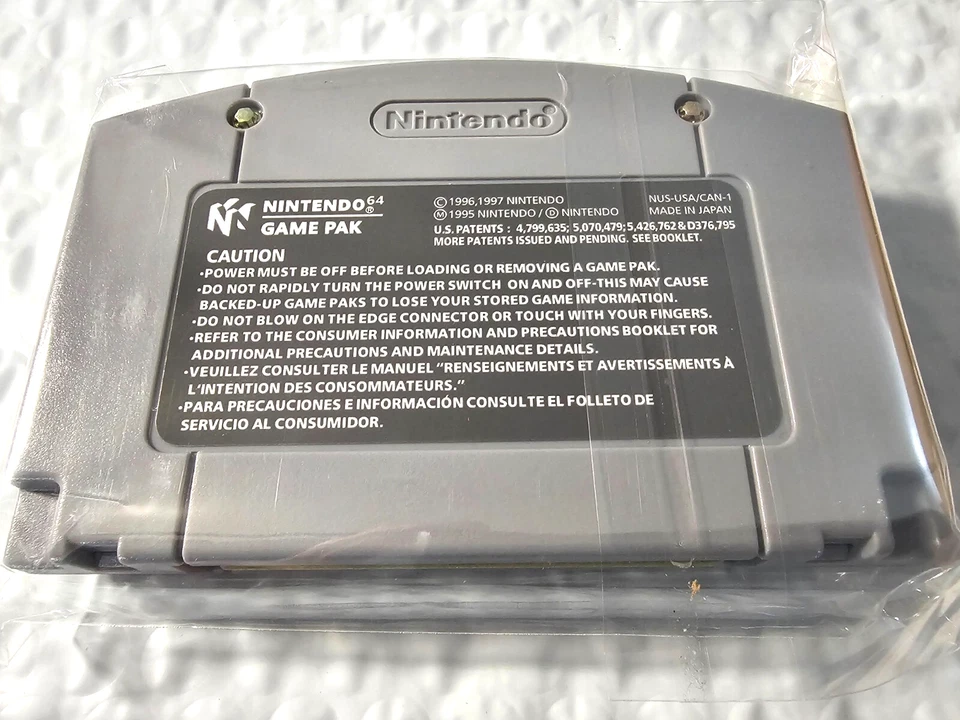 Nintendo®
NINTENDO 64®
GAME PAK
© 1996,1997 NINTENDO
Ⓜ 1995 NINTENDO / Ⓓ NINTENDO
NUS-USA/CAN-1
MADE IN JAPAN
U.S. PATENTS : 4,799,635; 5,070,479; 5,426,762 & D376,795
MORE PATENTS ISSUED AND PENDING. SEE BOOKLET.
CAUTION
•POWER MUST BE OFF BEFORE LOADING OR REMOVING A GAME PAK.
•DO NOT RAPIDLY TURN THE POWER SWITCH ON AND OFF-THIS MAY CAUSE
BACKED-UP GAME PAKS TO LOSE YOUR STORED GAME INFORMATION.
•DO NOT BLOW ON THE EDGE CONNECTOR OR TOUCH WITH YOUR FINGERS.
•REFER TO THE CONSUMER INFORMATION AND PRECAUTIONS BOOKLET FOR
ADDITIONAL PRECAUTIONS AND MAINTENANCE DETAILS.
•VEUILLEZ CONSULTER LE MANUEL “RENSEIGNEMENTS ET AVERTISSEMENTS À
L'INTENTION DES CONSOMMATEURS.”
•PARA PRECAUCIONES E INFORMACIÓN CONSULTE EL FOLLETO DE
SERVICIO AL CONSUMIDOR.